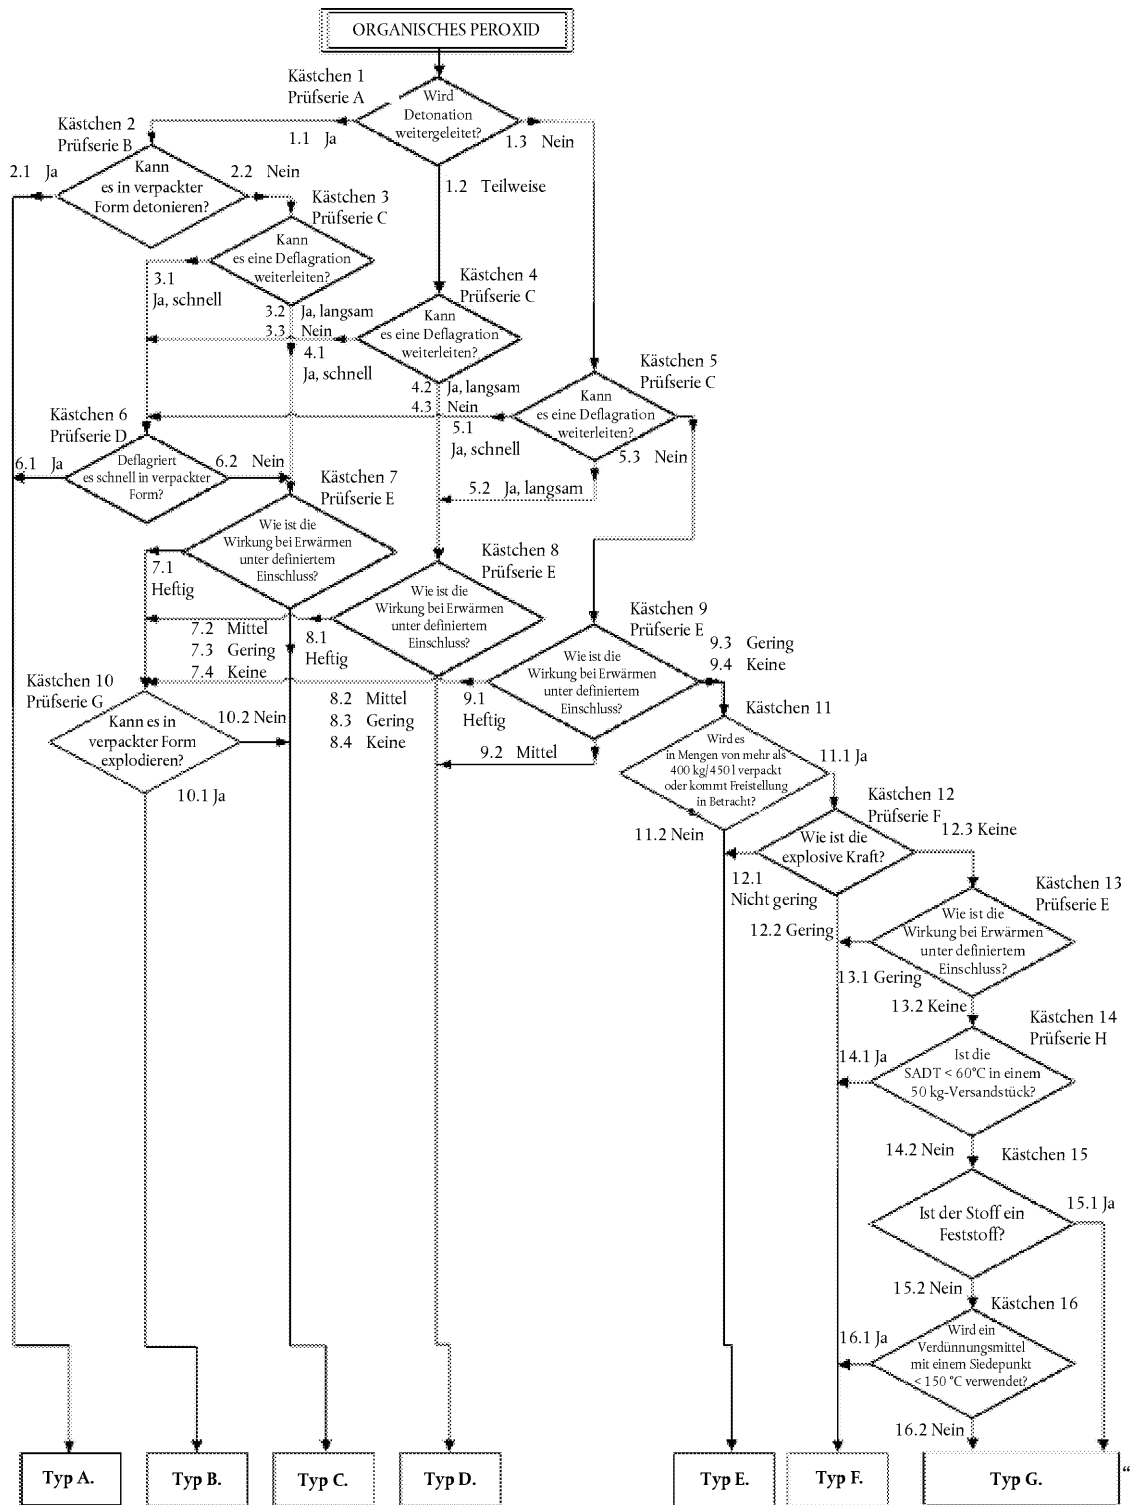 ORGANISCHES PEROXID
Kästchen 1
Prüfserie A
Wird
Detonation
weitergeleitet?
1.1 Ja
1.3 Nein
1.2 Teilweise
Kästchen 2
Prüfserie B
2.1 Ja
Kann
es in verpackter
Form detonieren?
2.2 Nein
Kästchen 3
Prüfserie C
Kann
es eine Deflagration
weiterleiten?
3.1
Ja, schnell
3.2 Ja, langsam
3.3 Nein
Kästchen 4
Prüfserie C
Kann
es eine Deflagration
weiterleiten?
4.1
Ja, schnell
4.2 Ja, langsam
4.3 Nein
Kästchen 5
Prüfserie C
Kann
es eine Deflagration
weiterleiten?
5.1
Ja, schnell
5.3 Nein
5.2 Ja, langsam
Kästchen 6
Prüfserie D
6.1 Ja
Deflagriert
es schnell in verpackter
Form?
6.2 Nein
Kästchen 7
Prüfserie E
Wie ist die
Wirkung bei Erwärmen
unter definiertem
Einschluss?
7.1
Heftig
7.2 Mittel
7.3 Gering
7.4 Keine
Kästchen 8
Prüfserie E
Wie ist die
Wirkung bei Erwärmen
unter definiertem
Einschluss?
8.1
Heftig
8.2 Mittel
8.3 Gering
8.4 Keine
Kästchen 9
Prüfserie E
Wie ist die
Wirkung bei Erwärmen
unter definiertem
Einschluss?
9.1
Heftig
9.2 Mittel
9.3 Gering
9.4 Keine
Kästchen 10
Prüfserie G
Kann es in
verpackter Form
explodieren?
10.2 Nein
10.1 Ja
Kästchen 11
Wird es
in Mengen von mehr als
400 kg/450 l verpackt
oder kommt Freistellung
in Betracht?
11.1 Ja
11.2 Nein
Kästchen 12
Prüfserie F
Wie ist die
explosive Kraft?
12.1
Nicht gering
12.3 Keine
12.2 Gering
Kästchen 13
Prüfserie E
Wie ist die
Wirkung bei Erwärmen
unter definiertem
Einschluss?
13.1 Gering
13.2 Keine
Kästchen 14
Prüfserie H
14.1 Ja
Ist die
SADT < 60°C in einem
50 kg-Versandstück?
14.2 Nein
Kästchen 15
Ist der Stoff ein
Feststoff?
15.1 Ja
15.2 Nein
Kästchen 16
16.1 Ja
Wird ein
Verdünnungsmittel
mit einem Siedepunkt
< 150 °C verwendet?
16.2 Nein
Typ A.
Typ B.
Typ C.
Typ D.
Typ E.
Typ F.
Typ G.
“